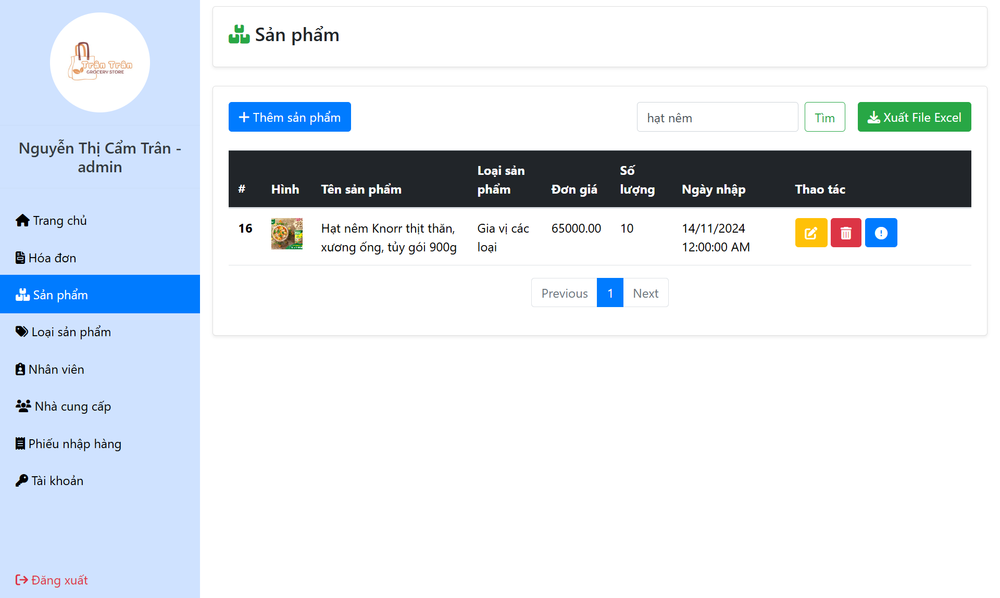 Trân Trân
GROCERY STORE
Nguyễn Thị Cẩm Trân -
admin
Trang chủ
Hóa đơn
Sản phẩm
Loại sản phẩm
Nhân viên
Nhà cung cấp
Phiếu nhập hàng
Tài khoản
Đăng xuất
Sản phẩm
Thêm sản phẩm
hạt nêm
Tìm
Xuất File Excel
# Hình Tên sản phẩm Loại sản phẩm Đơn giá Số lượng Ngày nhập Thao tác
16 Hạt nêm Knorr thịt thăn, Gia vị các 65000.00 10 14/11/2024
xương ống, tủy gói 900g loại 12:00:00 AM
Previous 1 Next